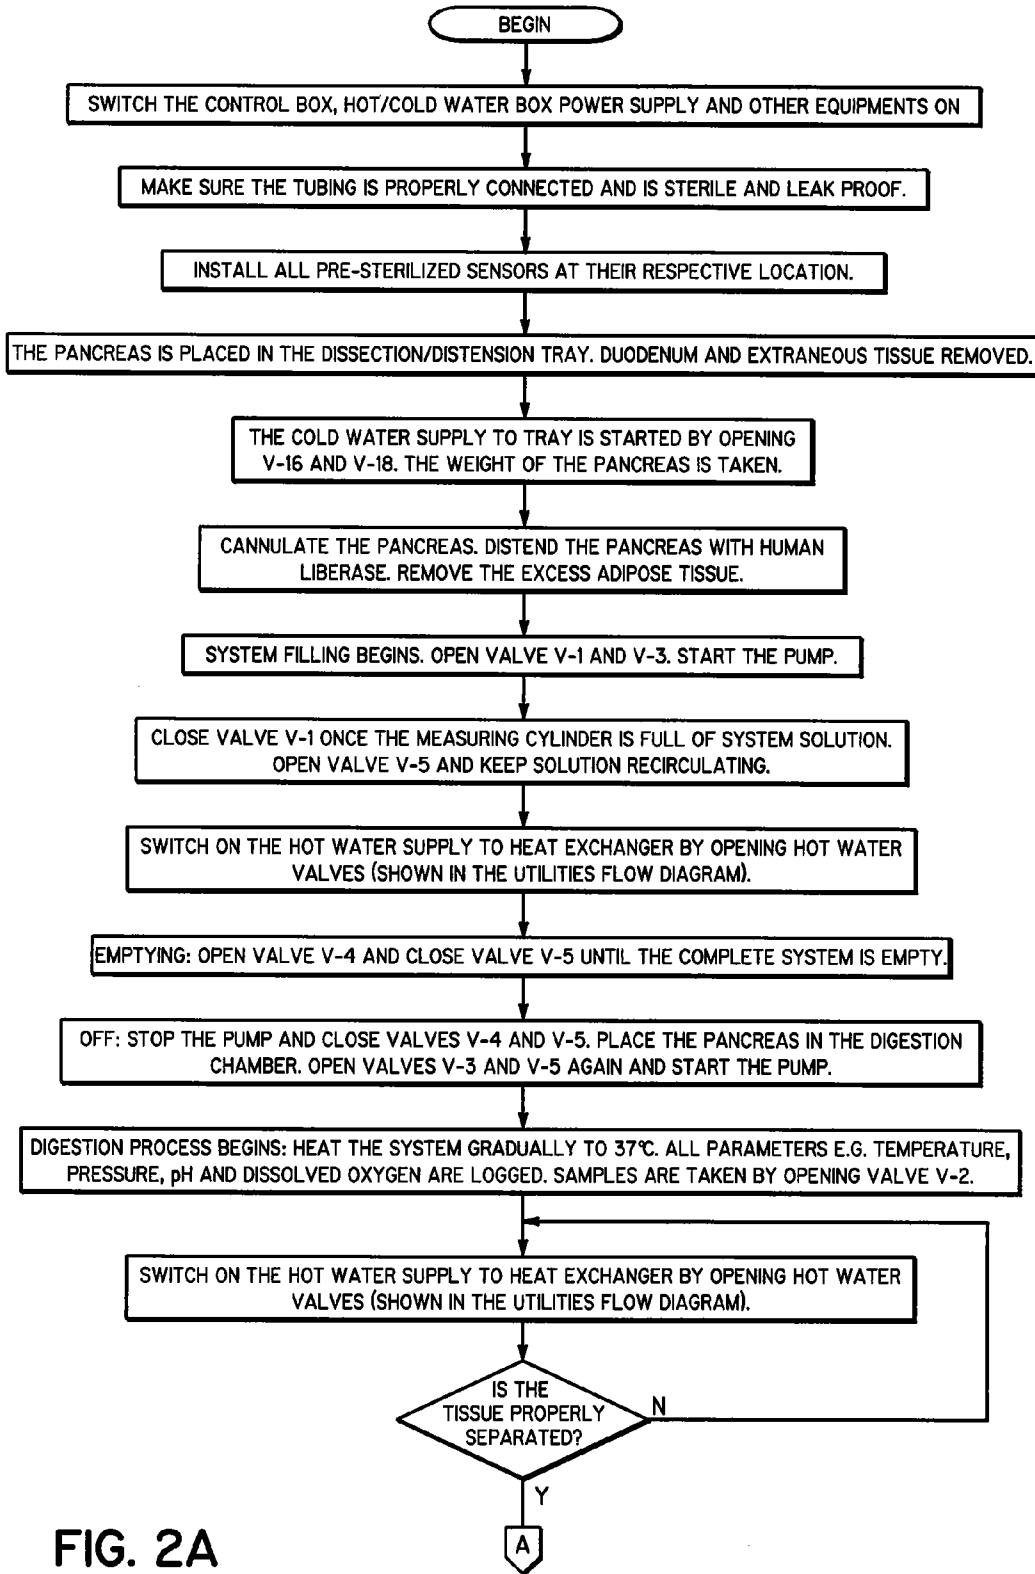 BEGIN
SWITCH THE CONTROL BOX, HOT/COLD WATER BOX POWER SUPPLY AND OTHER EQUIPMENTS ON
MAKE SURE THE TUBING IS PROPERLY CONNECTED AND IS STERILE AND LEAK PROOF.
INSTALL ALL PRE-STERILIZED SENSORS AT THEIR RESPECTIVE LOCATION.
THE PANCREAS IS PLACED IN THE DISSECTION/DISTENSION TRAY. DUODENUM AND EXTRANEOUS TISSUE REMOVED.
THE COLD WATER SUPPLY TO TRAY IS STARTED BY OPENING
V-16 AND V-18. THE WEIGHT OF THE PANCREAS IS TAKEN.
CANNULATE THE PANCREAS. DISTEND THE PANCREAS WITH HUMAN
LIBERASE. REMOVE THE EXCESS ADIPOSE TISSUE.
SYSTEM FILLING BEGINS. OPEN VALVE V-1 AND V-3. START THE PUMP.
CLOSE VALVE V-1 ONCE THE MEASURING CYLINDER IS FULL OF SYSTEM SOLUTION.
OPEN VALVE V-5 AND KEEP SOLUTION RECIRCULATING.
SWITCH ON THE HOT WATER SUPPLY TO HEAT EXCHANGER BY OPENING HOT WATER
VALVES (SHOWN IN THE UTILITIES FLOW DIAGRAM).
EMPTYING: OPEN VALVE V-4 AND CLOSE VALVE V-5 UNTIL THE COMPLETE SYSTEM IS EMPTY.
OFF: STOP THE PUMP AND CLOSE VALVES V-4 AND V-5. PLACE THE PANCREAS IN THE DIGESTION
CHAMBER. OPEN VALVES V-3 AND V-5 AGAIN AND START THE PUMP.
DIGESTION PROCESS BEGINS: HEAT THE SYSTEM GRADUALLY TO 37°C. ALL PARAMETERS E.G. TEMPERATURE,
PRESSURE, pH AND DISSOLVED OXYGEN ARE LOGGED. SAMPLES ARE TAKEN BY OPENING VALVE V-2.
SWITCH ON THE HOT WATER SUPPLY TO HEAT EXCHANGER BY OPENING HOT WATER
VALVES (SHOWN IN THE UTILITIES FLOW DIAGRAM).
IS THE
TISSUE PROPERLY
SEPARATED?
N
Y
A
FIG. 2A